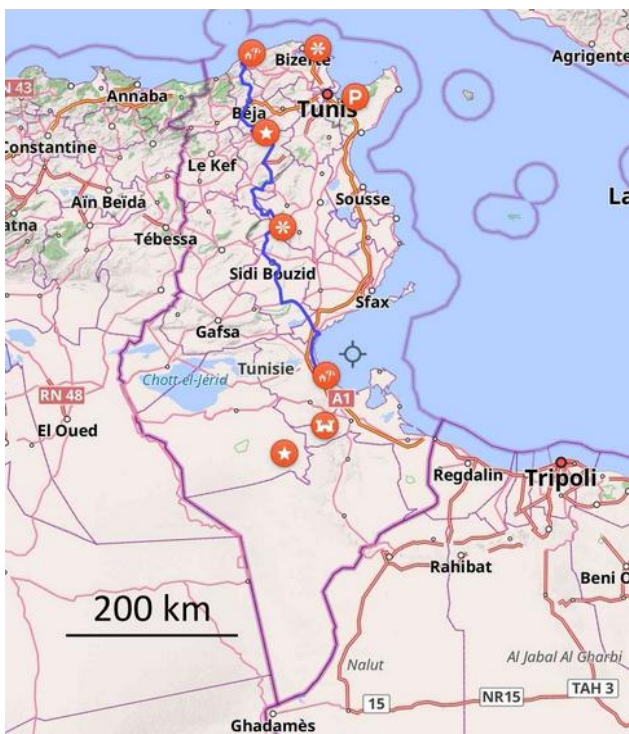 Agrigente
N 43
Annaba
Bizerte
P
Tunis
Béja
Constantine
Le Kef
Aïn Beïda
Sousse
La
atna
Tébessa
Sidi Bouzid
Sfax
Gafsa
Tunisie
Chott el-Jérid
RN 48
A1
El Oued
Regdalin
Tripoli
Rahibat
Beni O
200 km
Nalut
Al Jabal Al Gharbi
15
NR15
TAH 3
Ghadamès